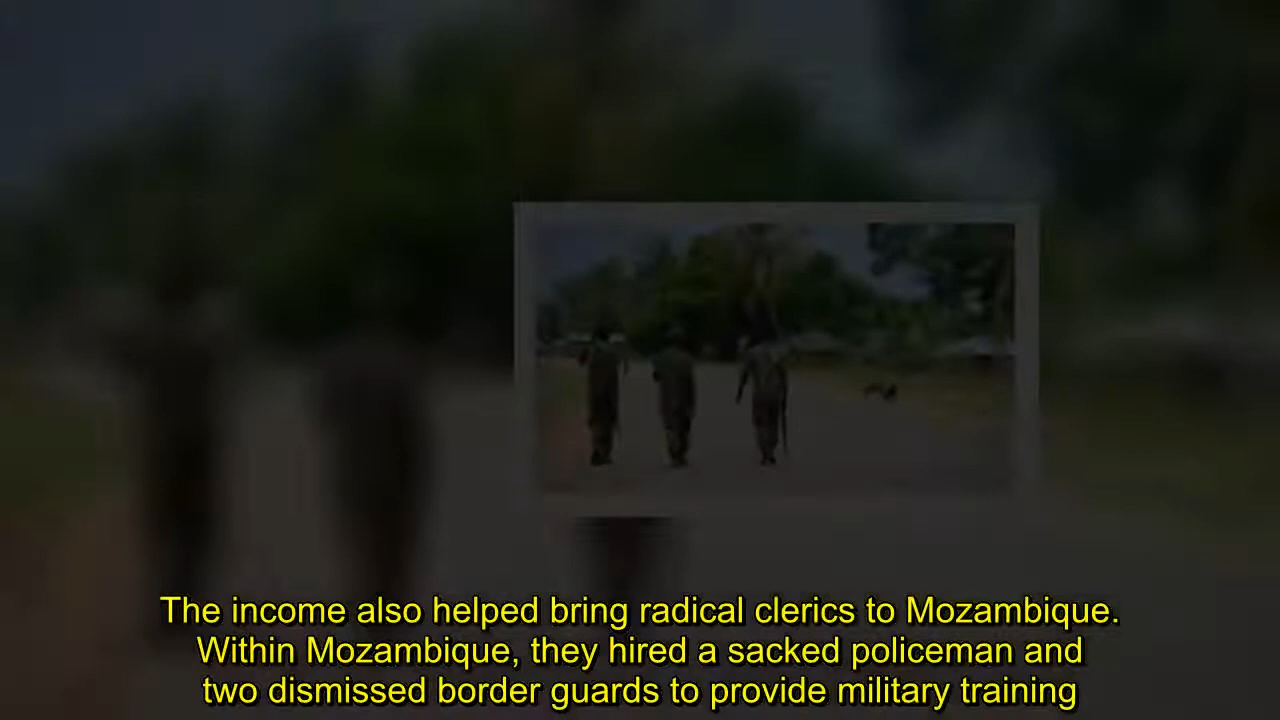 The income also helped bring radical clerics to Mozambique.
Within Mozambique, they hired a sacked policeman and
two dismissed border guards to provide military training